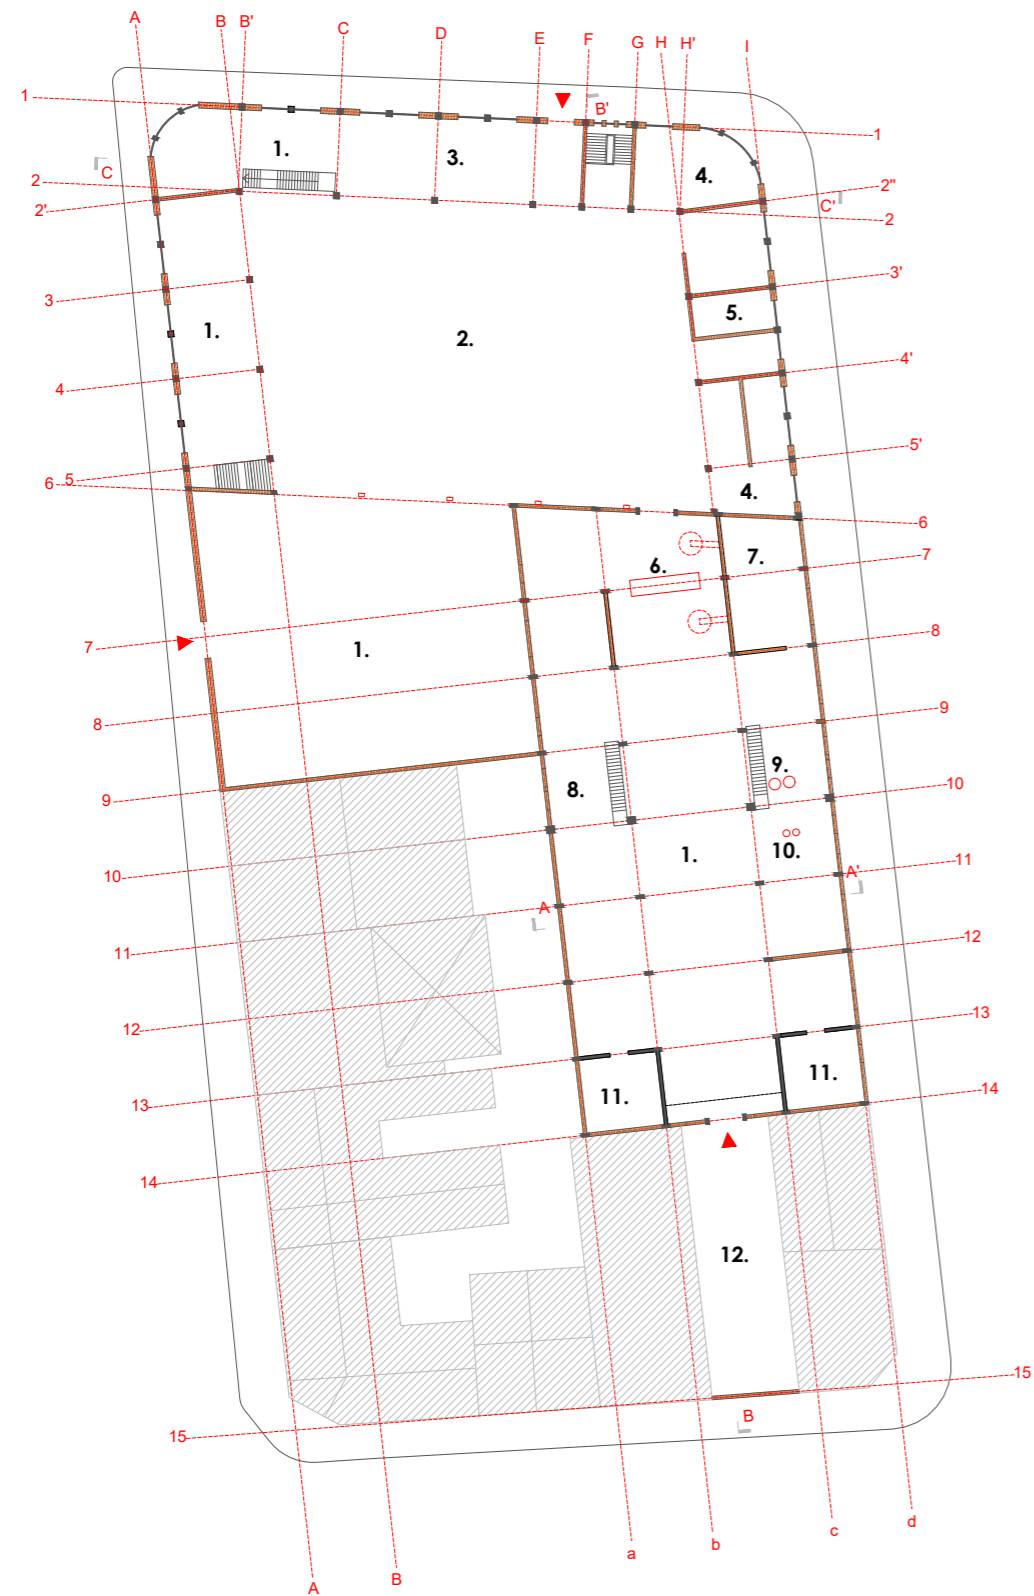 A B B' C D E F G H H' I
1 B' 1
1. 3. 4.
C 2 2' 2" C' 2
3 3'
1. 2. 5.
4 4'
5 5'
6 4. 6
6. 7. 7
7 1. 8
8 9
8. 9. 10
9
10 1. 10. A' 11
A
11 12
12 13
13 11. 11. 14
14
12.
15
15 B
a b c d
A B